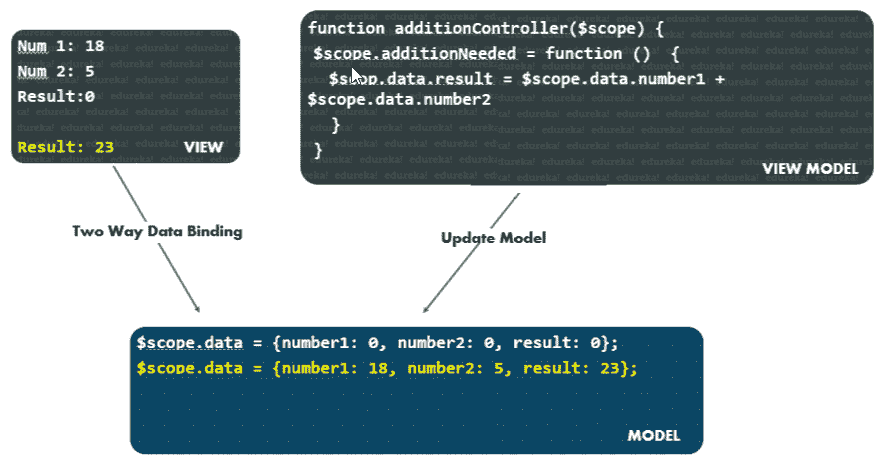 Num 1: 18
Num 2: 5
Result:0
Result: 23
VIEW
function additionController($scope) {
$scope.additionNeeded = function () {
$scop.data.result = $scope.data.number1 +
$scope.data.number2
}
}
VIEW MODEL
Two Way Data Binding
Update Model
$scope.data = {number1: 0, number2: 0, result: 0};
$scope.data = {number1: 18, number2: 5, result: 23};
MODEL